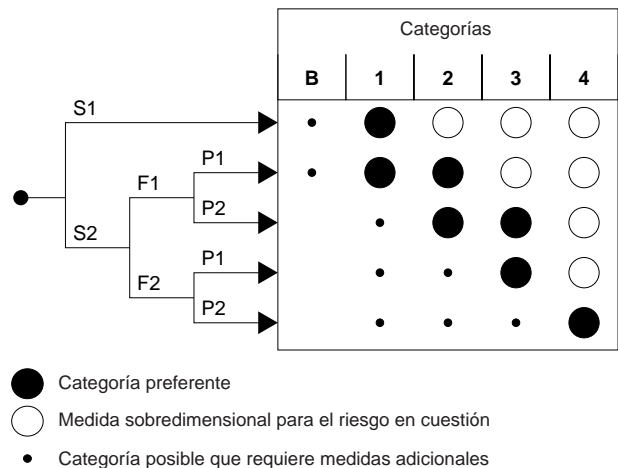 Categorías
B 1 2 3 4
S1
P1
F1
P2
S2
P1
F2
P2
Categoría preferente
Medida sobredimensional para el riesgo en cuestión
Categoría posible que requiere medidas adicionales